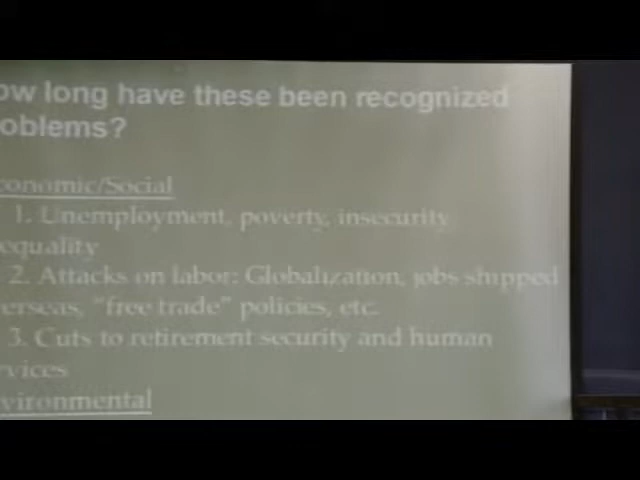 ow long have these been recognized
oblems?
conomic/Social
1. Unemployment, poverty, insecurity
equality
2. Attacks on labor: Globalization, jobs shipped
erseas, "free trade" policies, etc.
3. Cuts to retirement security and human
rvices
vironmental